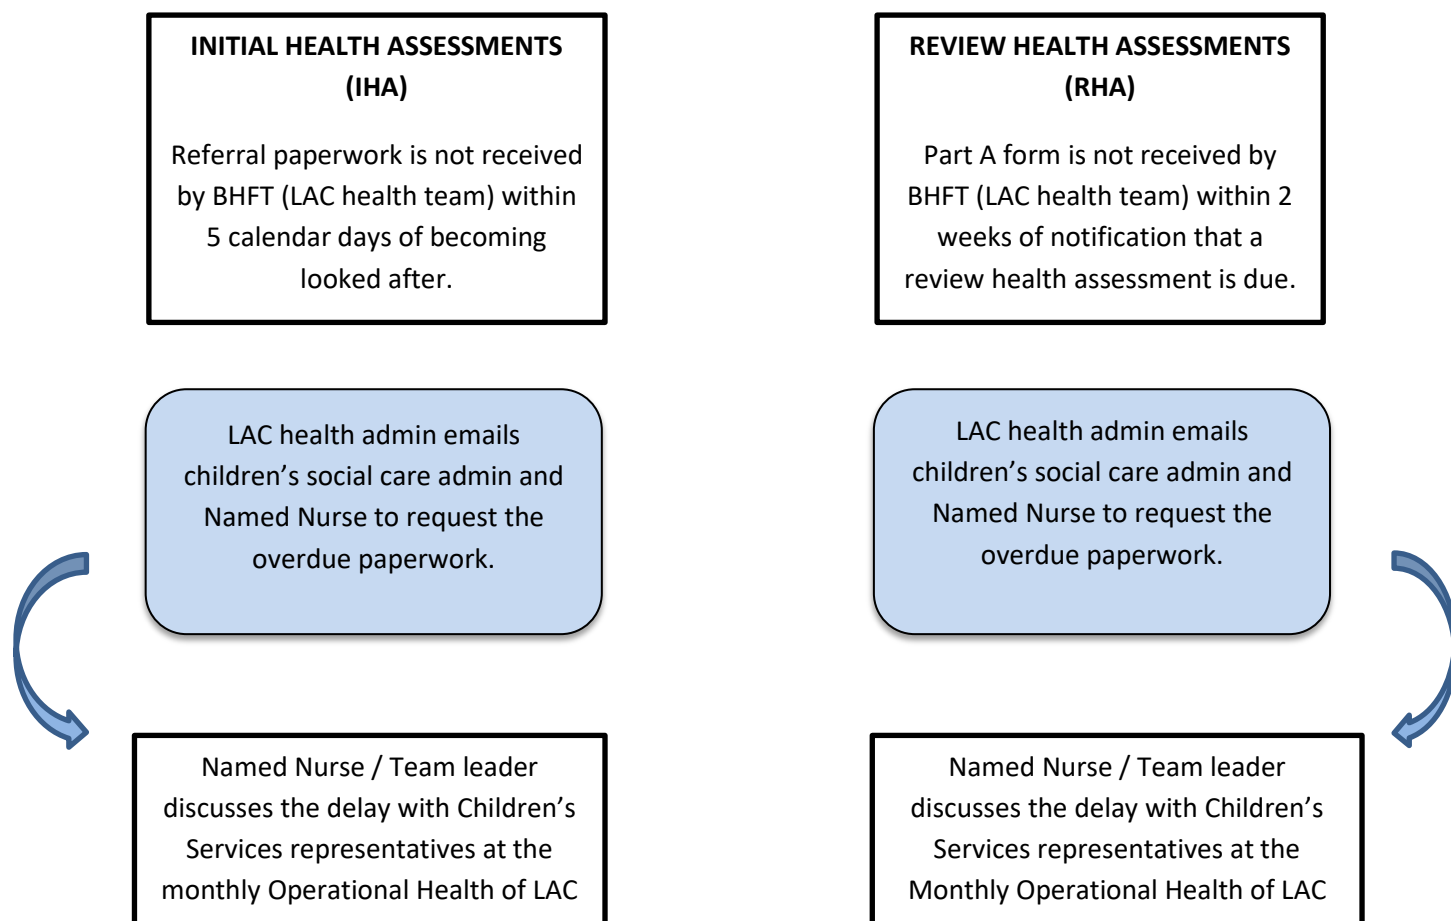 INITIAL HEALTH ASSESSMENTS
(IHA)
Referral paperwork is not received
by BHFT (LAC health team) within
5 calendar days of becoming
looked after.
LAC health admin emails
children’s social care admin and
Named Nurse to request the
overdue paperwork.
Named Nurse / Team leader
discusses the delay with Children’s
Services representatives at the
monthly Operational Health of LAC
REVIEW HEALTH ASSESSMENTS
(RHA)
Part A form is not received by
BHFT (LAC health team) within 2
weeks of notification that a
review health assessment is due.
LAC health admin emails
children’s social care admin and
Named Nurse to request the
overdue paperwork.
Named Nurse / Team leader
discusses the delay with Children’s
Services representatives at the
Monthly Operational Health of LAC